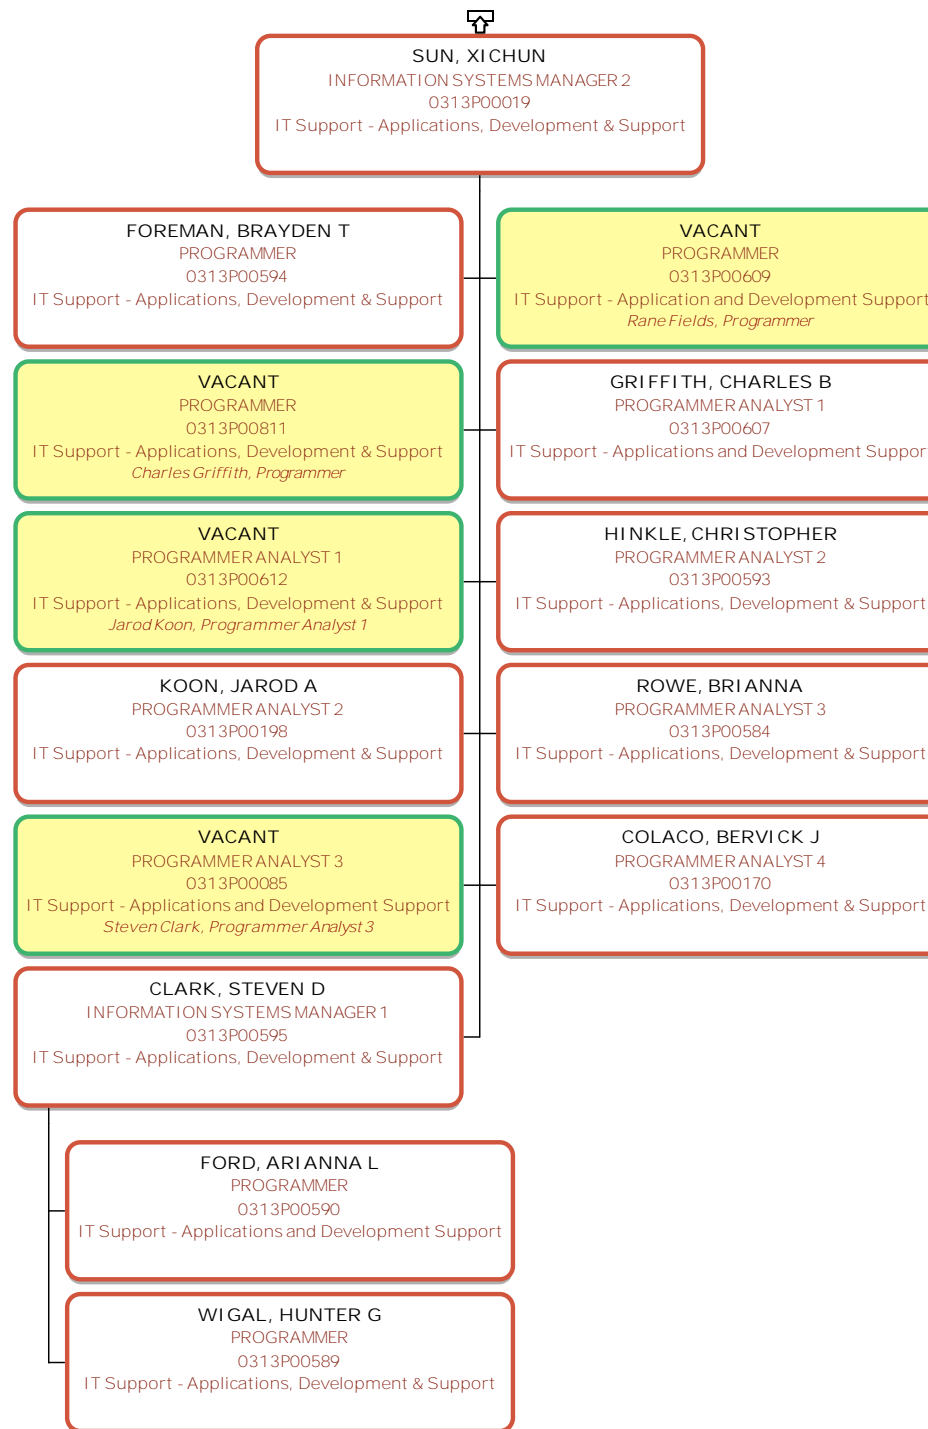 SUN, XICHUN
INFORMATION SYSTEMS MANAGER 2
0313P00019
IT Support - Applications, Development & Support
FOREMAN, BRAYDEN T
PROGRAMMER
0313P00594
IT Support - Applications, Development & Support
VACANT
PROGRAMMER
0313P00609
IT Support - Application and Development Support
Rane Fields, Programmer
VACANT
PROGRAMMER
0313P00811
IT Support - Applications, Development & Support
Charles Griffith, Programmer
GRIFFITH, CHARLES B
PROGRAMMER ANALYST 1
0313P00607
IT Support - Applications and Development Support
VACANT
PROGRAMMER ANALYST 1
0313P00612
IT Support - Applications, Development & Support
Jarod Koon, Programmer Analyst 1
HINKLE, CHRISTOPHER
PROGRAMMER ANALYST 2
0313P00593
IT Support - Applications, Development & Support
KOON, JAROD A
PROGRAMMER ANALYST 2
0313P00198
IT Support - Applications, Development & Support
ROWE, BRIANNA
PROGRAMMER ANALYST 3
0313P00584
IT Support - Applications, Development & Support
VACANT
PROGRAMMER ANALYST 3
0313P00085
IT Support - Applications and Development Support
Steven Clark, Programmer Analyst 3
COLACO, BERVICK J
PROGRAMMER ANALYST 4
0313P00170
IT Support - Applications, Development & Support
CLARK, STEVEN D
INFORMATION SYSTEMS MANAGER 1
0313P00595
IT Support - Applications, Development & Support
FORD, ARIANNA L
PROGRAMMER
0313P00590
IT Support - Applications and Development Support
WIGAL, HUNTER G
PROGRAMMER
0313P00589
IT Support - Applications, Development & Support